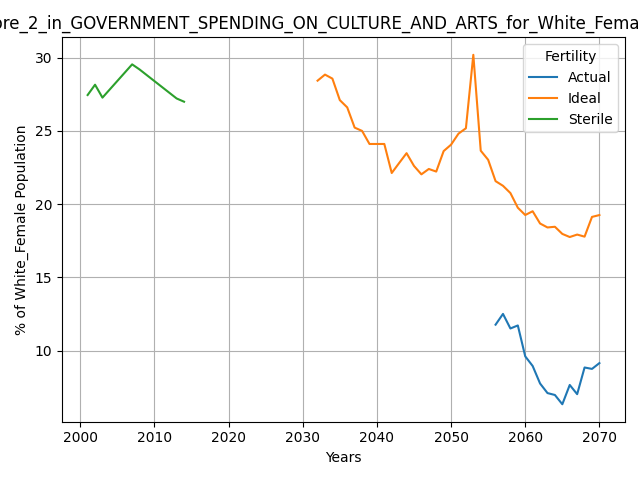 ore_2_in_GOVERNMENT_SPENDING_ON_CULTURE_AND_ARTS_for_White_Fema
Fertility
Actual
Ideal
Sterile
% of White_Female Population
30
25
20
15
10
2000 2010 2020 2030 2040 2050 2060 2070
Years